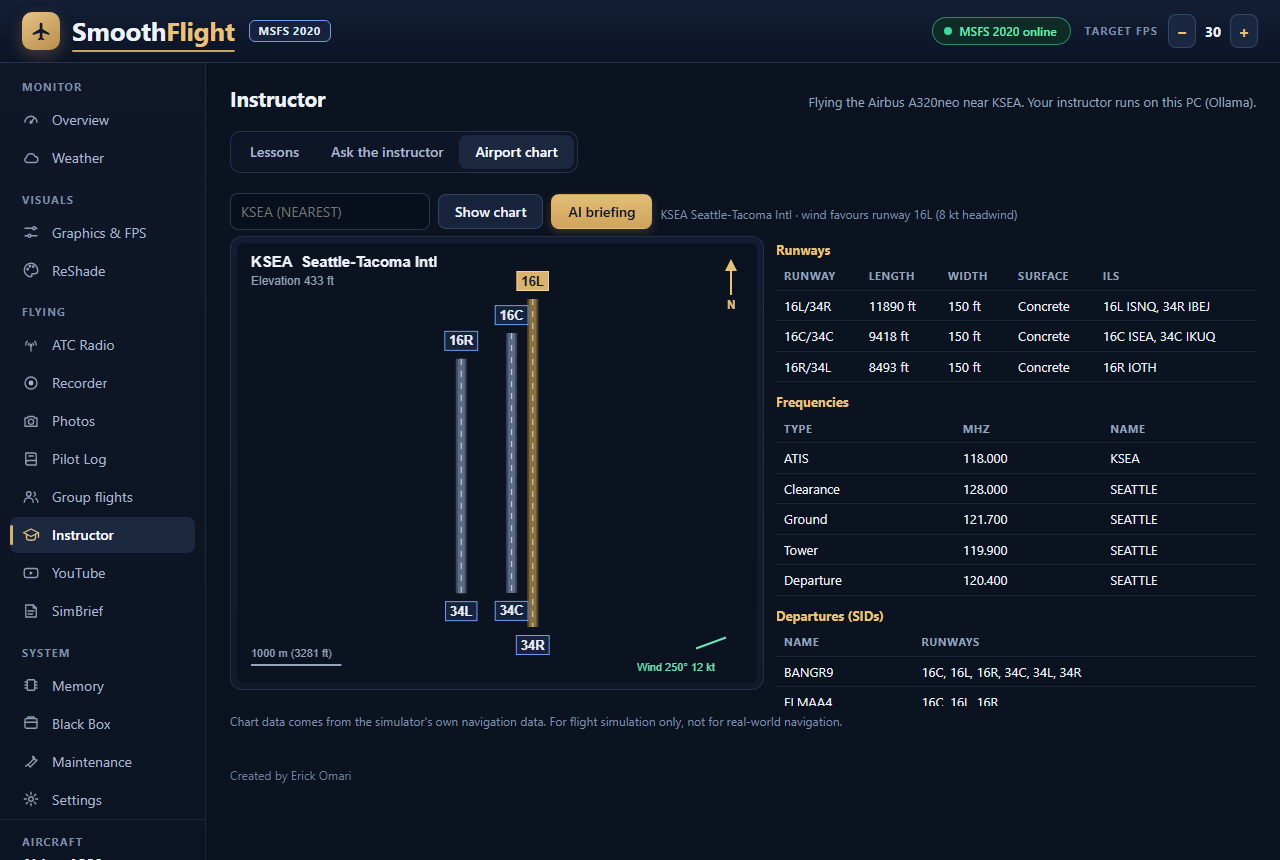 SmoothFlight
MSFS 2020
MSFS 2020 online
TARGET FPS
−
30
+
MONITOR
Overview
Weather
VISUALS
Graphics & FPS
ReShade
FLYING
ATC Radio
Recorder
Photos
Pilot Log
Group flights
Instructor
YouTube
SimBrief
SYSTEM
Memory
Black Box
Maintenance
Settings
AIRCRAFT
Instructor
Flying the Airbus A320neo near KSEA. Your instructor runs on this PC (Ollama).
Lessons
Ask the instructor
Airport chart
KSEA (NEAREST)
Show chart
AI briefing
KSEA Seattle-Tacoma Intl · wind favours runway 16L (8 kt headwind)
KSEA Seattle-Tacoma Intl
Elevation 433 ft
N
16L
16C
16R
34L
34C
34R
1000 m (3281 ft)
Wind 250° 12 kt
Runways
RUNWAY LENGTH WIDTH SURFACE ILS
16L/34R 11890 ft 150 ft Concrete 16L ISNQ, 34R IBEJ
16C/34C 9418 ft 150 ft Concrete 16C ISEA, 34C IKUQ
16R/34L 8493 ft 150 ft Concrete 16R IOTH
Frequencies
TYPE MHZ NAME
ATIS 118.000 KSEA
Clearance 128.000 SEATTLE
Ground 121.700 SEATTLE
Tower 119.900 SEATTLE
Departure 120.400 SEATTLE
Departures (SIDs)
NAME RUNWAYS
BANGR9 16C, 16L, 16R, 34C, 34L, 34R
ELMAA4 16C, 16L, 16R
Chart data comes from the simulator's own navigation data. For flight simulation only, not for real-world navigation.
Created by Erick Omari